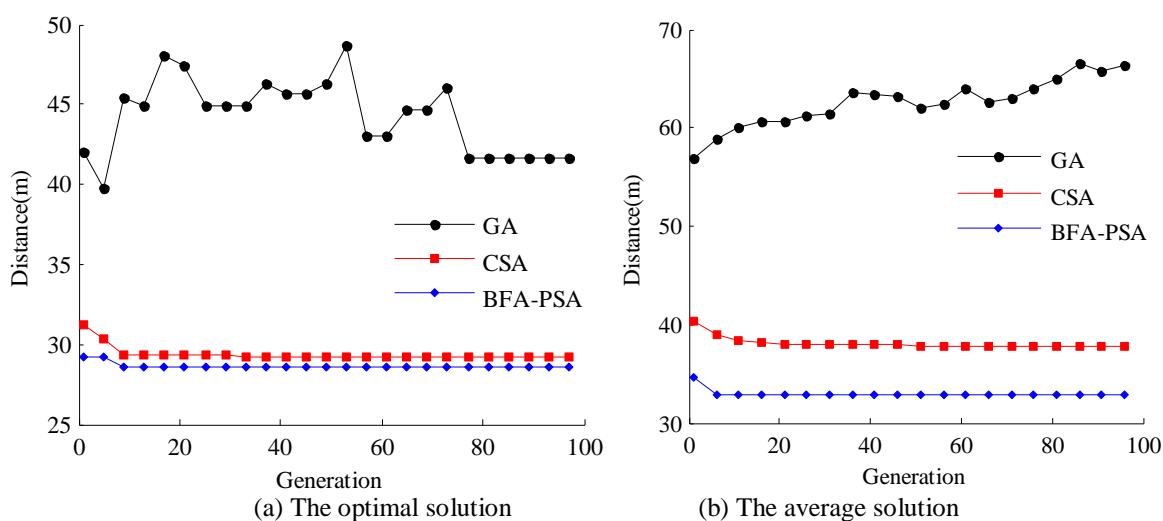 50
45
40
35
30
25
Distance(m)
GA
CSA
BFA-PSA
0 20 40 60 80 100
Generation
(a) The optimal solution
70
60
50
40
30
Distance(m)
GA
CSA
BFA-PSA
0 20 40 60 80 100
Generation
(b) The average solution